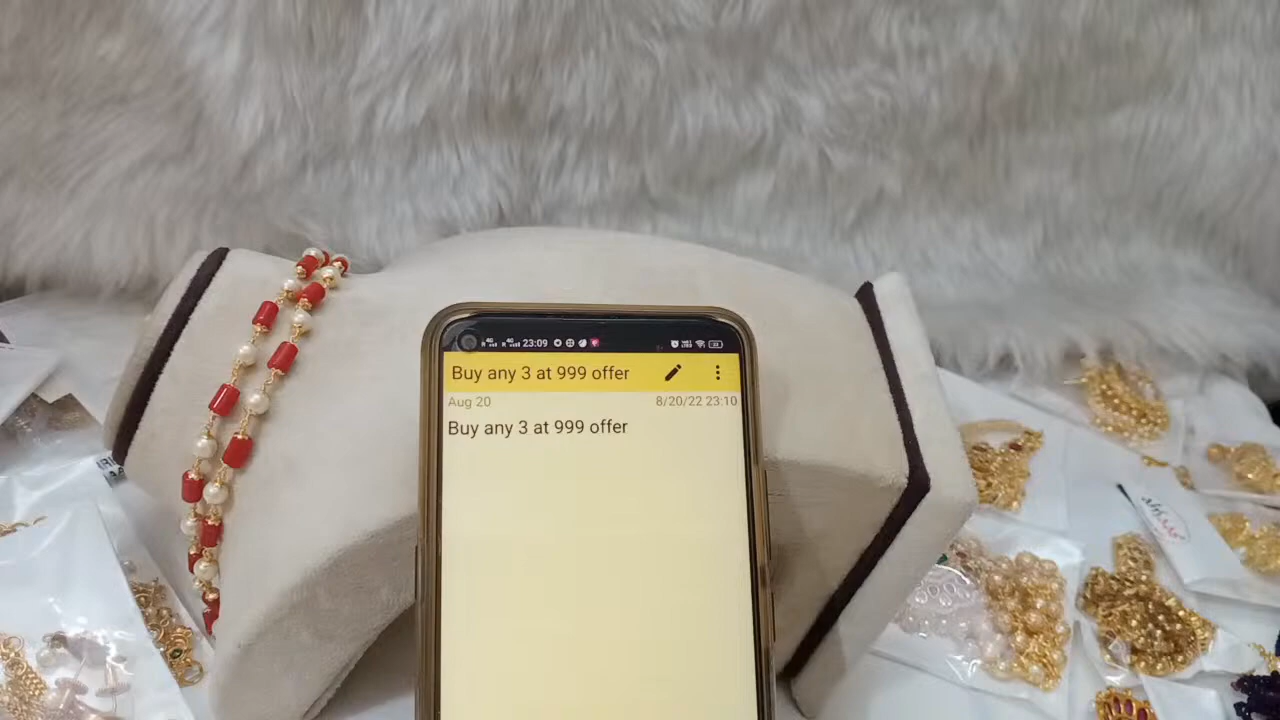 23:09
Buy any 3 at 999 offer
Aug 20 8/20/22 23:10
Buy any 3 at 999 offer